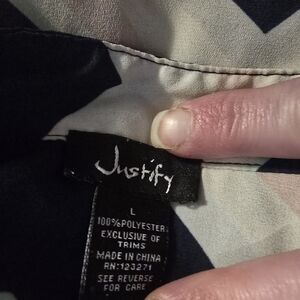 Justify
L
100% POLYESTER
EXCLUSIVE OF
TRIMS
MADE IN CHINA
RN:123271
SEE REVERSE
FOR CARE